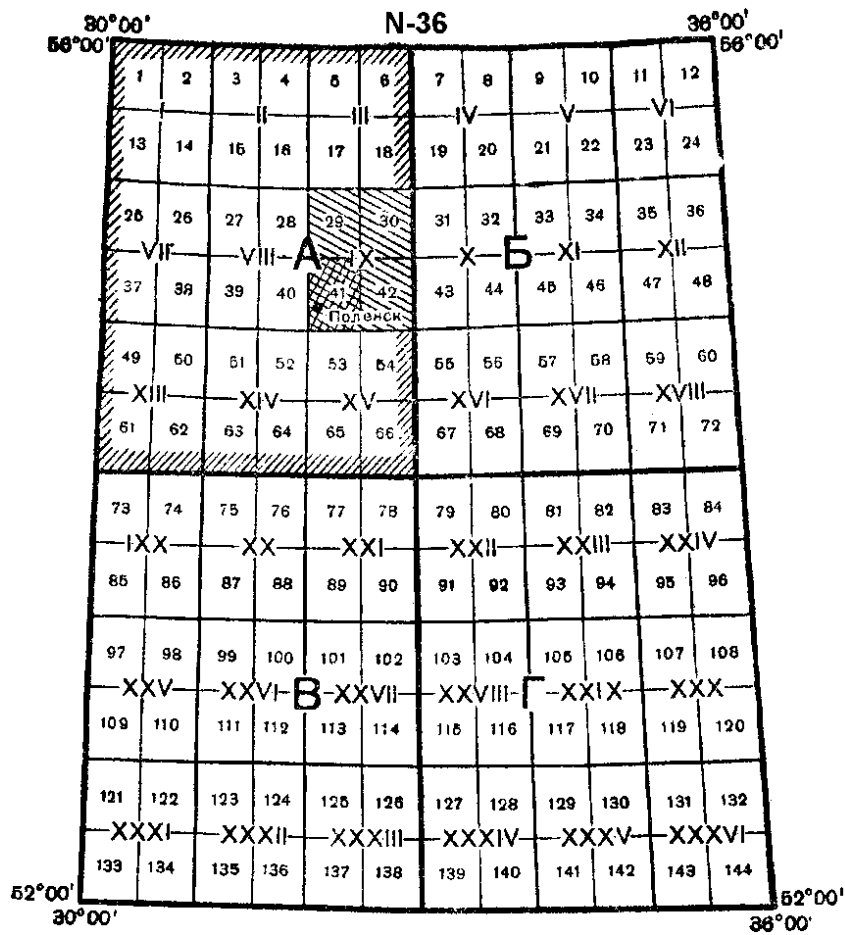 N-36
30°00' 36°00'
56°00' 56°00'
1 2 3 4 5 6 7 8 9 10 11 12
I II III IV V VI
13 14 15 16 17 18 19 20 21 22 23 24
25 26 27 28 29 30 31 32 33 34 35 36
VII VIII А IX X Б XI XII
37 38 39 40 41 42 43 44 45 46 47 48
Поленск
49 50 51 52 53 54 55 56 57 58 59 60
XIII XIV XV XVI XVII XVIII
61 62 63 64 65 66 67 68 69 70 71 72
73 74 75 76 77 78 79 80 81 82 83 84
IXX XX XXI XXII XXIII XXIV
85 86 87 88 89 90 91 92 93 94 95 96
97 98 99 100 101 102 103 104 105 106 107 108
XXV XXVI В XXVII XXVIII Г XXIX XXX
109 110 111 112 113 114 115 116 117 118 119 120
121 122 123 124 125 126 127 128 129 130 131 132
XXXI XXXII XXXIII XXXIV XXXV XXXVI
133 134 135 136 137 138 139 140 141 142 143 144
52°00' 52°00'
30°00' 36°00'